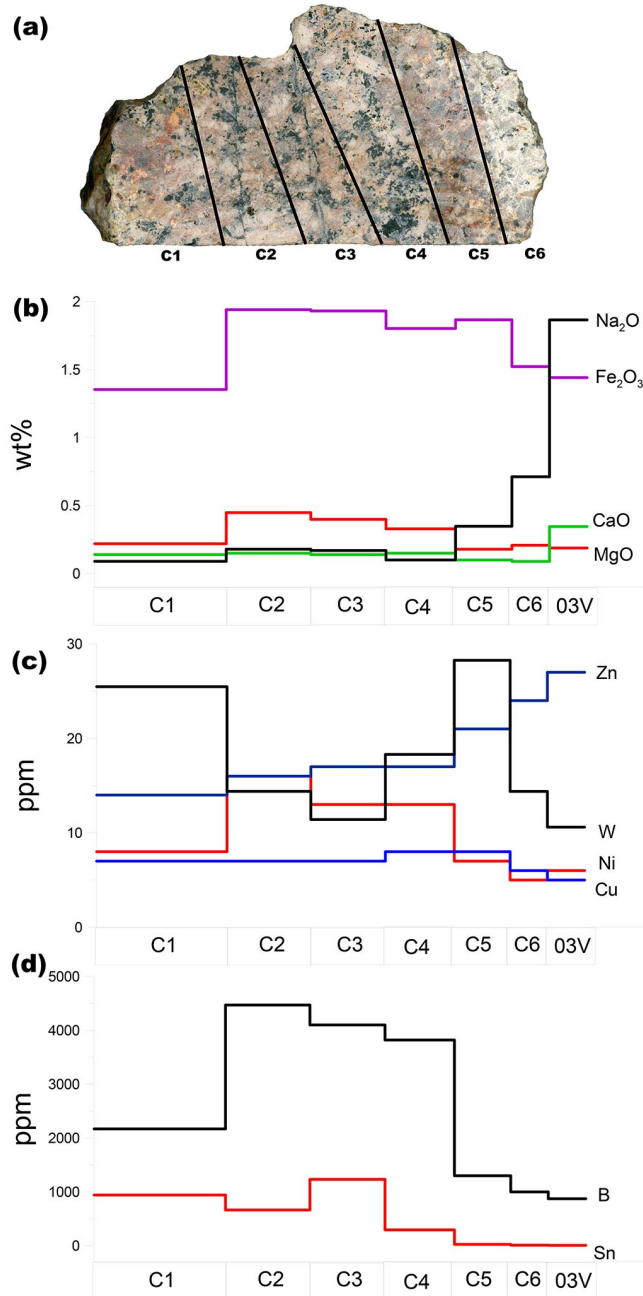 (a)
C1 C2 C3 C4 C5 C6
(b)
2
1.5
1
0.5
0
wt%
Na₂O
Fe₂O₃
CaO
MgO
C1 C2 C3 C4 C5 C6 03V
(c)
30
20
10
0
ppm
Zn
W
Ni
Cu
C1 C2 C3 C4 C5 C6 03V
(d)
5000
4000
3000
2000
1000
0
ppm
B
Sn
C1 C2 C3 C4 C5 C6 03V